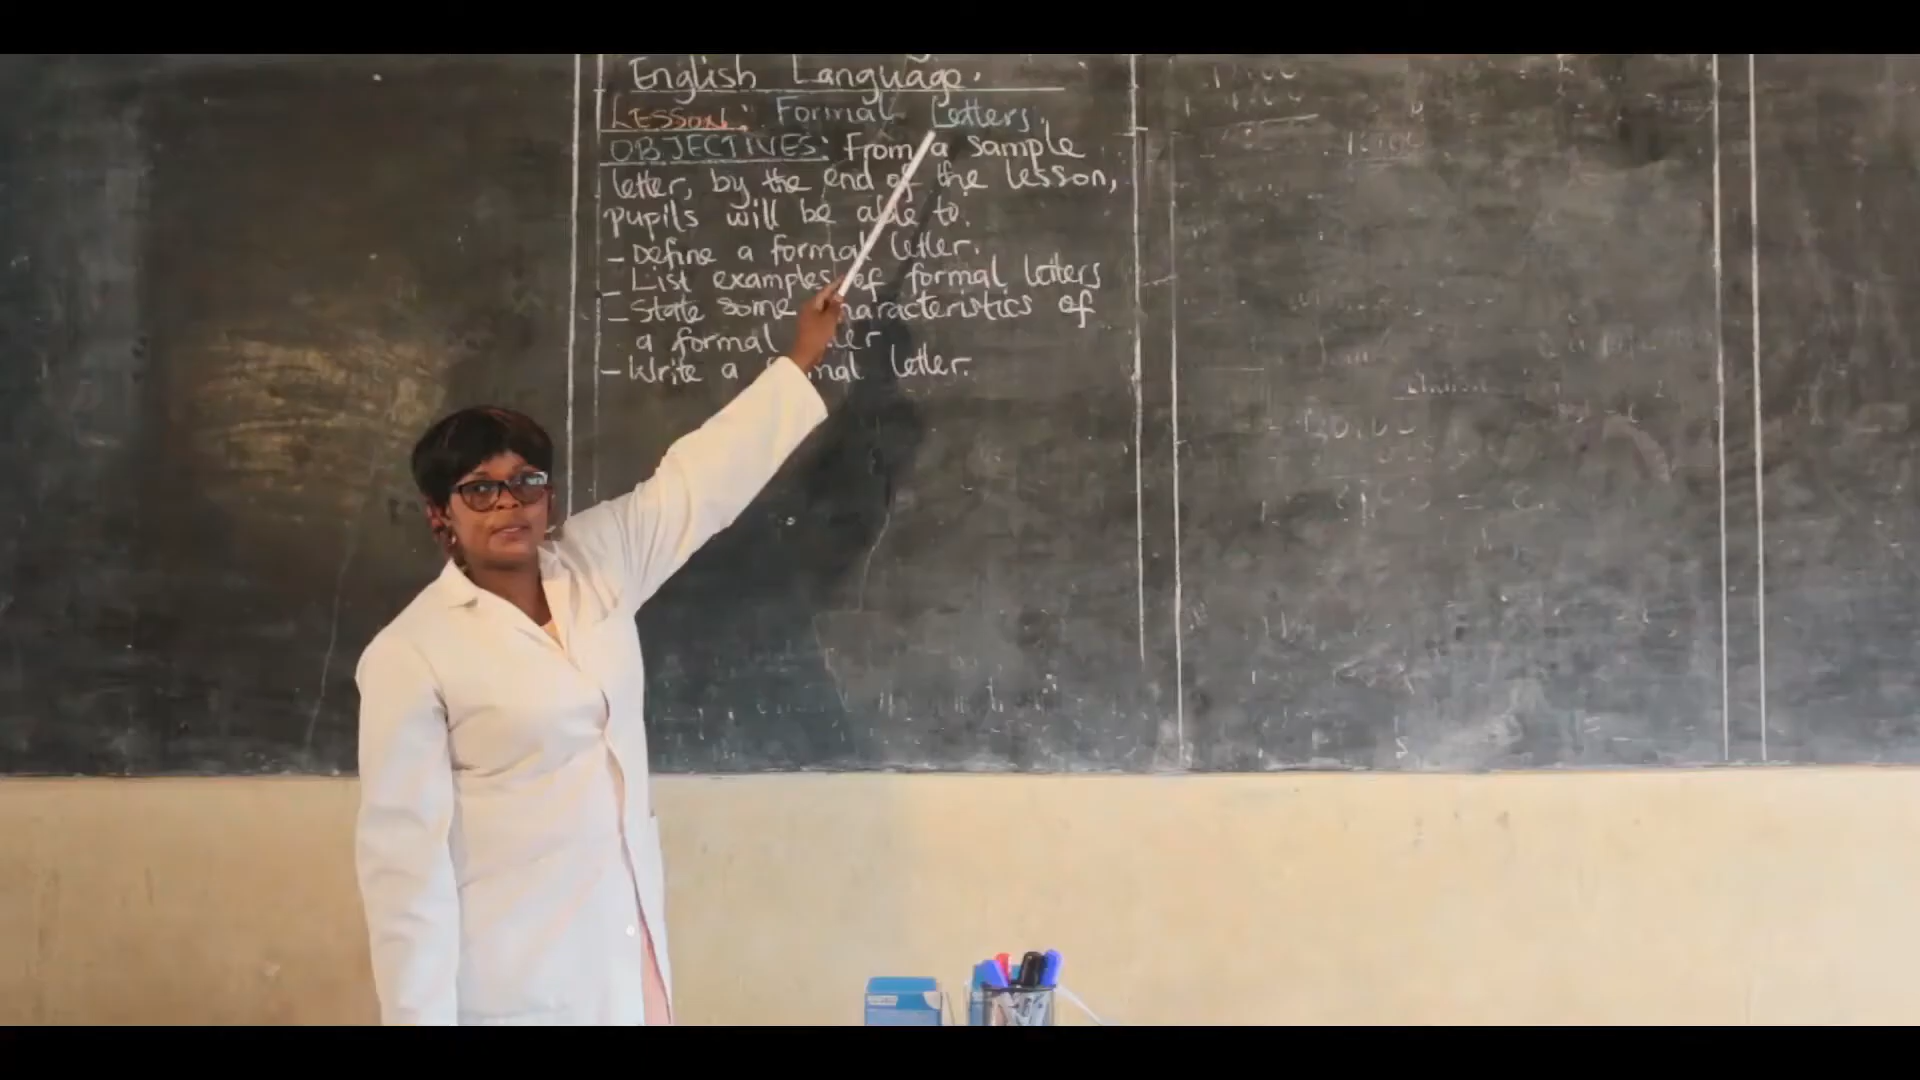 English Language.
LESSON: Formal Letters.
OBJECTIVES: From a sample
letter, by the end of the lesson,
pupils will be able to.
- Define a formal letter.
- List examples of formal letters
- State some characteristics of
a formal letter
- Write a formal letter.